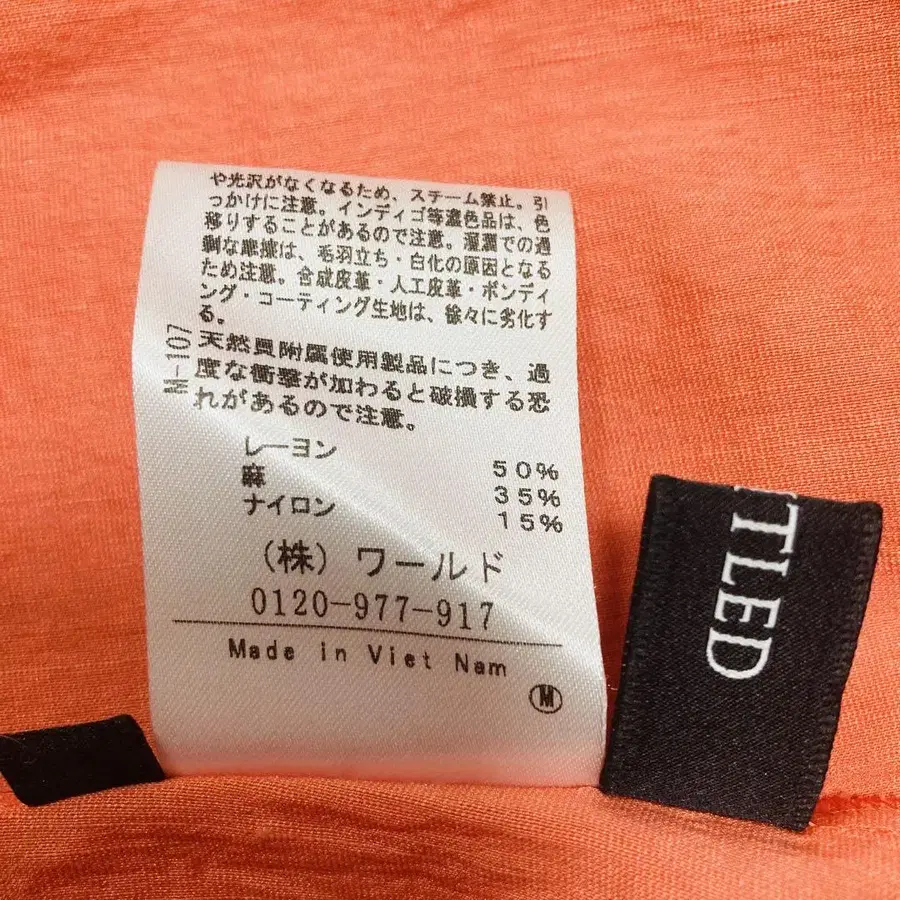 や光沢がなくなるため、スチーム禁止。引
っかけに注意。インディゴ等濃色品は、色
移りすることがあるので注意。湿潤での過
剰な摩擦は、毛羽立ち・白化の原因となる
ため注意。合成皮革・人工皮革・ボンディ
ング・コーティング生地は、徐々に劣化す
る。
M-107
天然貝附属使用製品につき、過
度な衝撃が加わると破損する恐
れがあるので注意。
レーヨン 50%
麻 35%
ナイロン 15%
(株) ワールド
0120-977-917
Made in Viet Nam
M
TLED